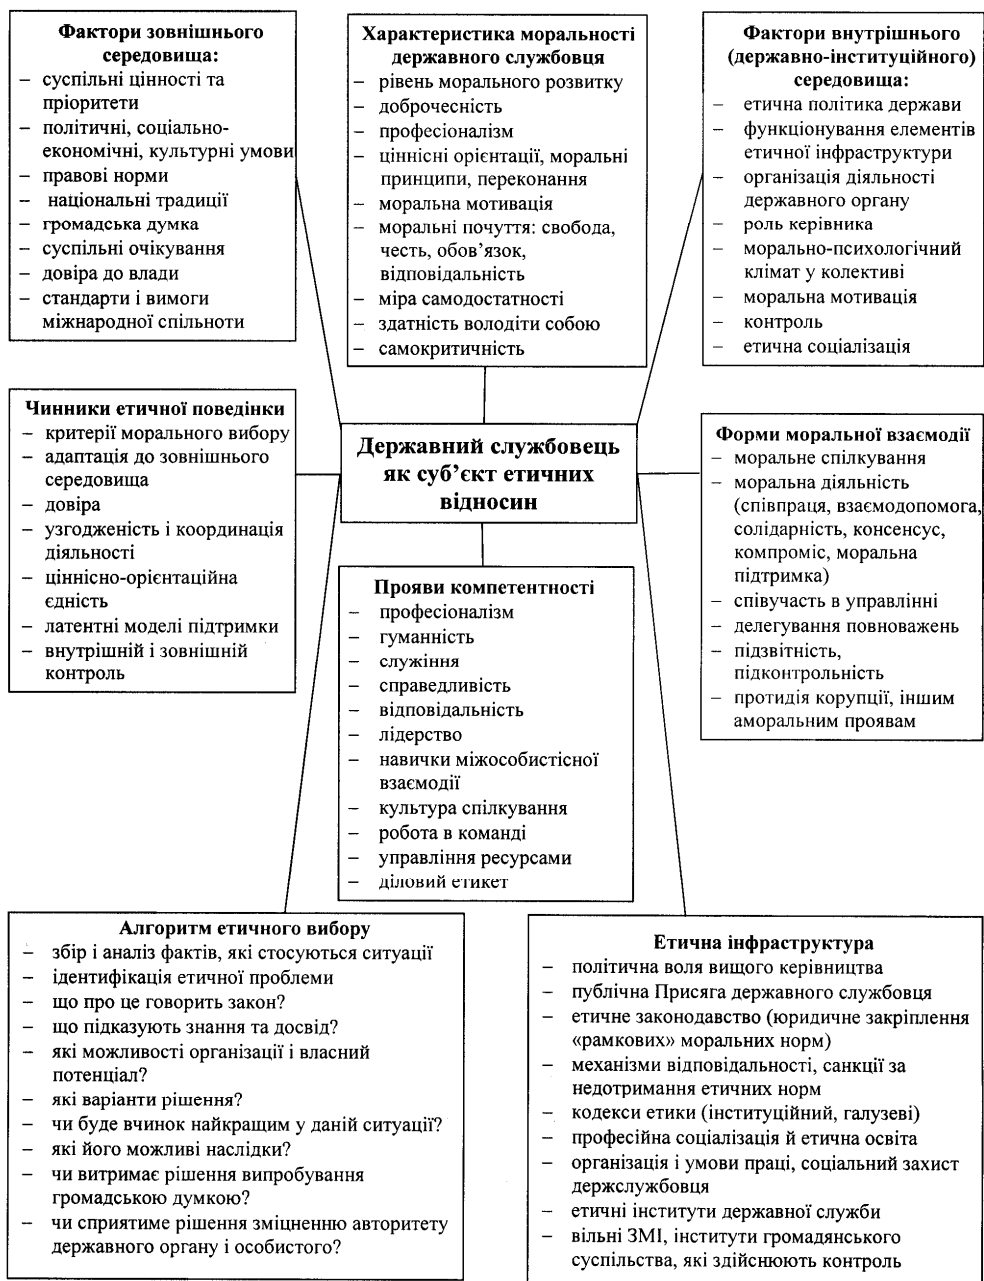 Фактори зовнішнього
середовища:
– суспільні цінності та
пріоритети
– політичні, соціально-
економічні, культурні умови
– правові норми
– національні традиції
– громадська думка
– суспільні очікування
– довіра до влади
– стандарти і вимоги
міжнародної спільноти
Характеристика моральності
державного службовця
– рівень морального розвитку
– доброчесність
– професіоналізм
– ціннісні орієнтації, моральні
принципи, переконання
– моральна мотивація
– моральні почуття: свобода,
честь, обов’язок,
відповідальність
– міра самодостатності
– здатність володіти собою
– самокритичність
Фактори внутрішнього
(державно-інституційного)
середовища:
– етична політика держави
– функціонування елементів
етичної інфраструктури
– організація діяльності
державного органу
– роль керівника
– морально-психологічний
клімат у колективі
– моральна мотивація
– контроль
– етична соціалізація
Чинники етичної поведінки
– критерії морального вибору
– адаптація до зовнішнього
середовища
– довіра
– узгодженість і координація
діяльності
– ціннісно-орієнтаційна
єдність
– латентні моделі підтримки
– внутрішній і зовнішній
контроль
Державний службовець
як суб’єкт етичних
відносин
Форми моральної взаємодії
– моральне спілкування
– моральна діяльність
(співпраця, взаємодопомога,
солідарність, консенсус,
компроміс, моральна
підтримка)
– співучасть в управлінні
– делегування повноважень
– підзвітність,
підконтрольність
– протидія корупції, іншим
аморальним проявам
Прояви компетентності
– професіоналізм
– гуманність
– служіння
– справедливість
– відповідальність
– лідерство
– навички міжособистісної
взаємодії
– культура спілкування
– робота в команді
– управління ресурсами
– діловий етикет
Алгоритм етичного вибору
– збір і аналіз фактів, які стосуються ситуації
– ідентифікація етичної проблеми
– що про це говорить закон?
– що підказують знання та досвід?
– які можливості організації і власний
потенціал?
– які варіанти рішення?
– чи буде вчинок найкращим у даній ситуації?
– які його можливі наслідки?
– чи витримає рішення випробування
громадською думкою?
– чи сприятиме рішення зміцненню авторитету
державного органу і особистого?
Етична інфраструктура
– політична воля вищого керівництва
– публічна Присяга державного службовця
– етичне законодавство (юридичне закріплення
«рамкових» моральних норм)
– механізми відповідальності, санкції за
недотримання етичних норм
– кодекси етики (інституційний, галузеві)
– професійна соціалізація й етична освіта
– організація і умови праці, соціальний захист
держслужбовця
– етичні інститути державної служби
– вільні ЗМІ, інститути громадянського
суспільства, які здійснюють контроль